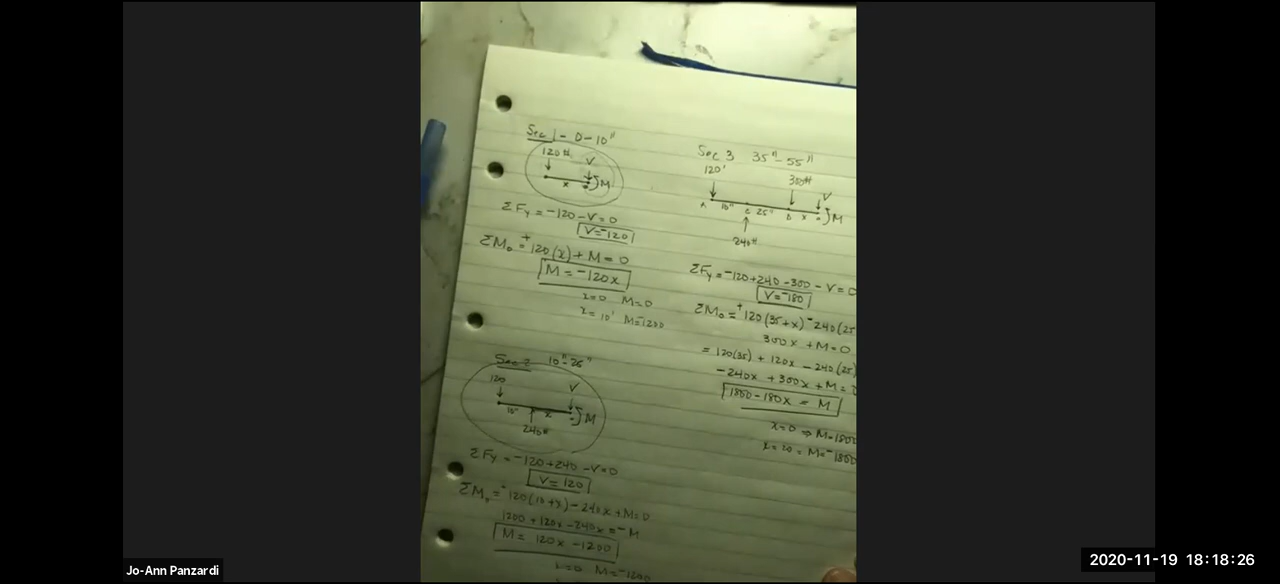 Sec 1 - 0-10"
120#
V
x
M
ΣFy = -120 - V = 0
V = -120
ΣMo = +120(x) + M = 0
M = -120x
x=0 M=0
x=10' M=-1200
Sec 2 10"-
120
V
10"
x
M
240#
ΣFy = -120+240 -V=0
V = 120
ΣMo = +120(10+x) - 240x + M = 0
1200 + 120x - 240x = -M
M = 120x - 1200
x=0 M=-1200
Sec 3 35"-55"
120'
300#
V
A 10" C 25" D x
M
240#
ΣFy = -120+240-300 - V = 0
V = -180
ΣMo = +120(35+x) - 240(25
300x + M = 0
= 120(35) + 120x - 240(25)
-240x + 300x + M =
1800 - 180x = M
x=0 ⇒ M=1800
x=20 = M=-1800
Jo-Ann Panzardi
2020-11-19 18:18:26